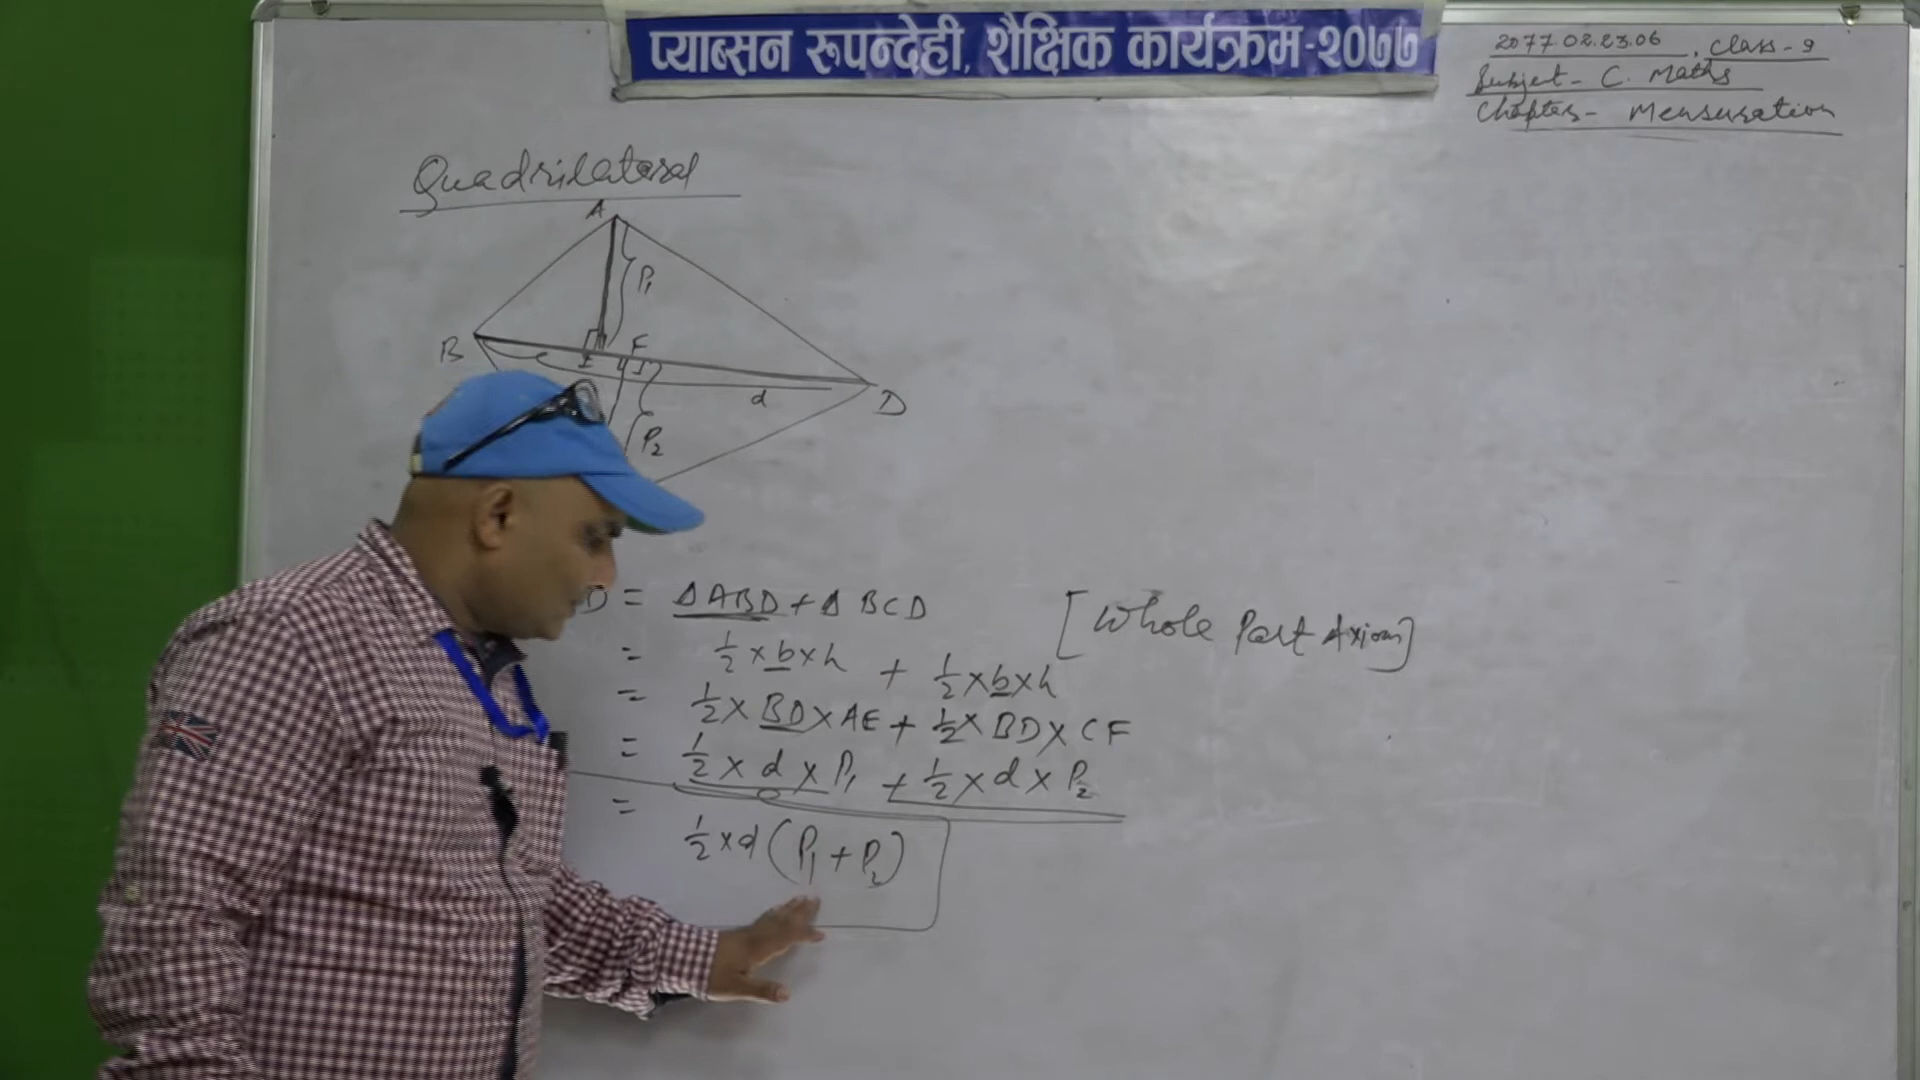 प्याब्सन रूपन्देही, शैक्षिक कार्यक्रम-२०७७
2077.02.23.06, Class - 9
Subject - C. Maths
Chapter - Mensuration
Quadrilateral
A
P₁
B
E
F
d
D
P₂
D = ΔABD + Δ BCD [Whole Part Axiom]
= ½ × b × h + ½ × b × h
= ½ × BD × AE + ½ × BD × CF
= ½ × d × P₁ + ½ × d × P₂
= ½ × d (P₁ + P₂)